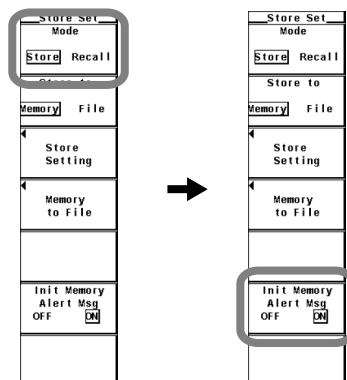 Store Set
Mode
Store Recall
Store to
Memory File
Store
Setting
Memory
to File
Init Memory
Alert Msg
OFF ON
Store Set
Mode
Store Recall
Store to
Memory File
Store
Setting
Memory
to File
Init Memory
Alert Msg
OFF ON